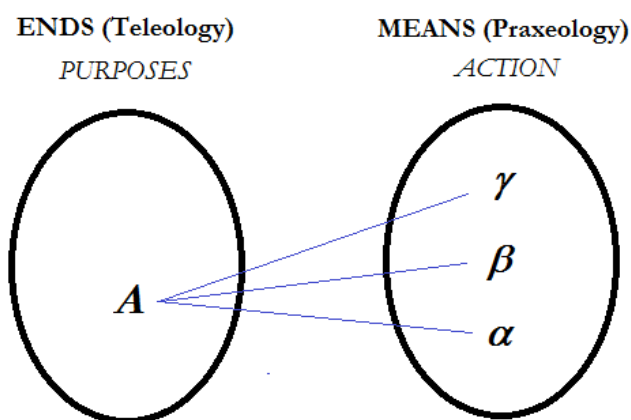 ENDS (Teleology)
PURPOSES
MEANS (Praxeology)
ACTION
A
γ
β
α